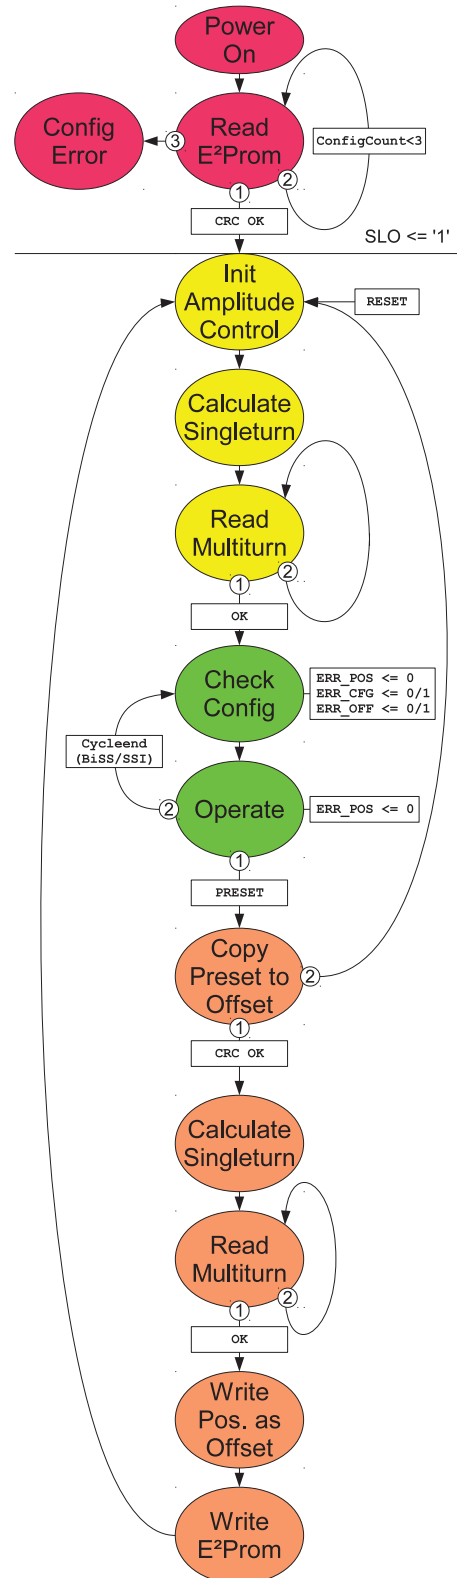 Power
On
Config
Error
3
Read
E²Prom
ConfigCount<3
1
2
CRC OK
SLO <= '1'
Init
Amplitude
Control
RESET
Calculate
Singleturn
Read
Multiturn
1
2
OK
Check
Config
ERR_POS <= 0
ERR_CFG <= 0/1
ERR_OFF <= 0/1
Cycleend
(BiSS/SSI)
2
Operate
ERR_POS <= 0
1
PRESET
Copy
Preset to
Offset
2
1
CRC OK
Calculate
Singleturn
Read
Multiturn
2
1
OK
Write
Pos. as
Offset
Write
E²Prom